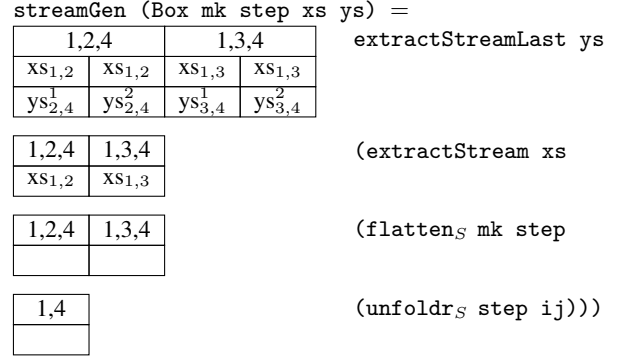 streamGen (Box mk step xs ys) =
1,2,4 1,3,4 extractStreamLast ys
xs₁,₂ xs₁,₂ xs₁,₃ xs₁,₃
ys¹₂,₄ ys²₂,₄ ys¹₃,₄ ys²₃,₄
1,2,4 1,3,4 (extractStream xs
xs₁,₂ xs₁,₃
1,2,4 1,3,4 (flattenS mk step
1,4 (unfoldrS step ij)))